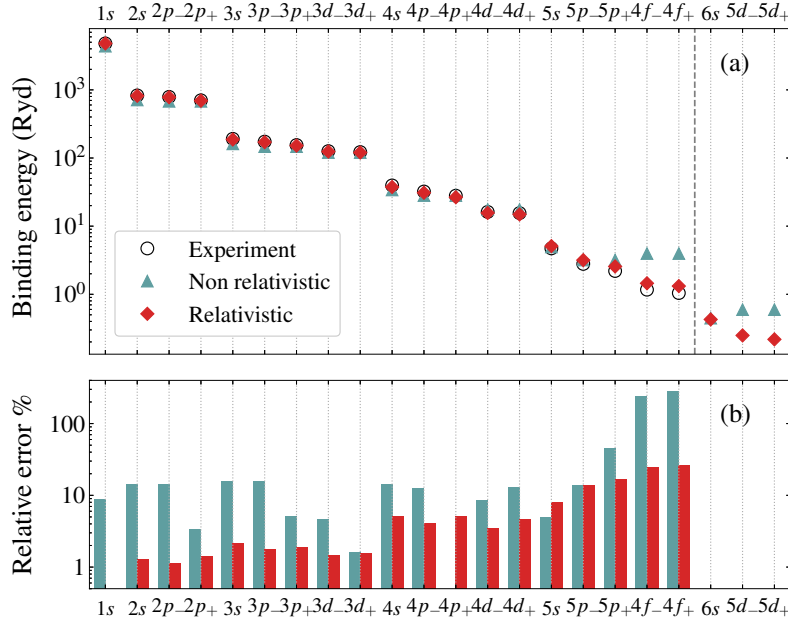 1s 2s 2p₋ 2p₊ 3s 3p₋ 3p₊ 3d₋ 3d₊ 4s 4p₋ 4p₊ 4d₋ 4d₊ 5s 5p₋ 5p₊ 4f₋ 4f₊ 6s 5d₋ 5d₊
(a)
Binding energy (Ryd)
10³
10²
10¹
10⁰
Experiment
Non relativistic
Relativistic
(b)
Relative error %
100
10
1
1s 2s 2p₋ 2p₊ 3s 3p₋ 3p₊ 3d₋ 3d₊ 4s 4p₋ 4p₊ 4d₋ 4d₊ 5s 5p₋ 5p₊ 4f₋ 4f₊ 6s 5d₋ 5d₊